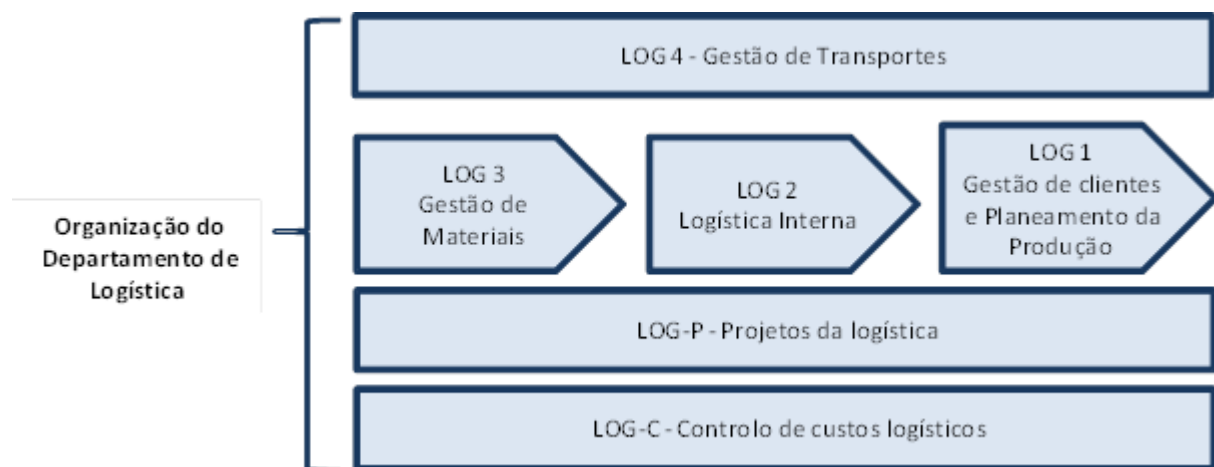 LOG 4 - Gestão de Transportes
Organização do
Departamento de
Logística
LOG 3
Gestão de
Materiais
LOG 2
Logística Interna
LOG 1
Gestão de clientes
e Planeamento da
Produção
LOG-P - Projetos da logística
LOG-C - Controlo de custos logísticos